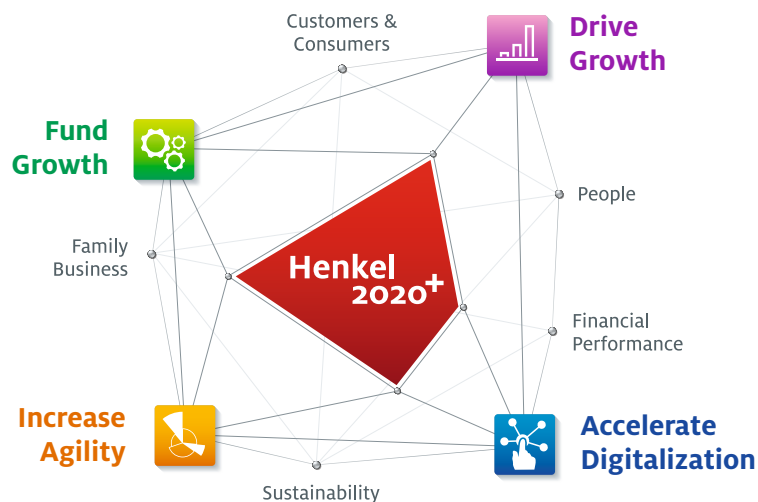 Customers &
Consumers
Drive
Growth
Fund
Growth
People
Family
Business
Henkel
2020+
Financial
Performance
Increase
Agility
Accelerate
Digitalization
Sustainability